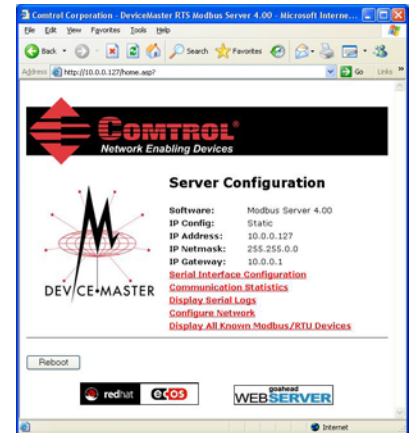 Comtrol Corporation - DeviceMaster RTS Modbus Server 4.00 - Microsoft Interne...
File Edit View Favorites Tools Help
Back Search Favorites
Address http://10.0.0.127/home.asp? Go Links »
COMTROL®
Network Enabling Devices
Server Configuration
Software: Modbus Server 4.00
IP Config: Static
IP Address: 10.0.0.127
IP Netmask: 255.255.0.0
IP Gateway: 10.0.0.1
Serial Interface Configuration
Communication Statistics
Display Serial Logs
Configure Network
Display All Known Modbus/RTU Devices
DEVICE•MASTER
Reboot
redhat eCos
goahead
WEBSERVER
Internet